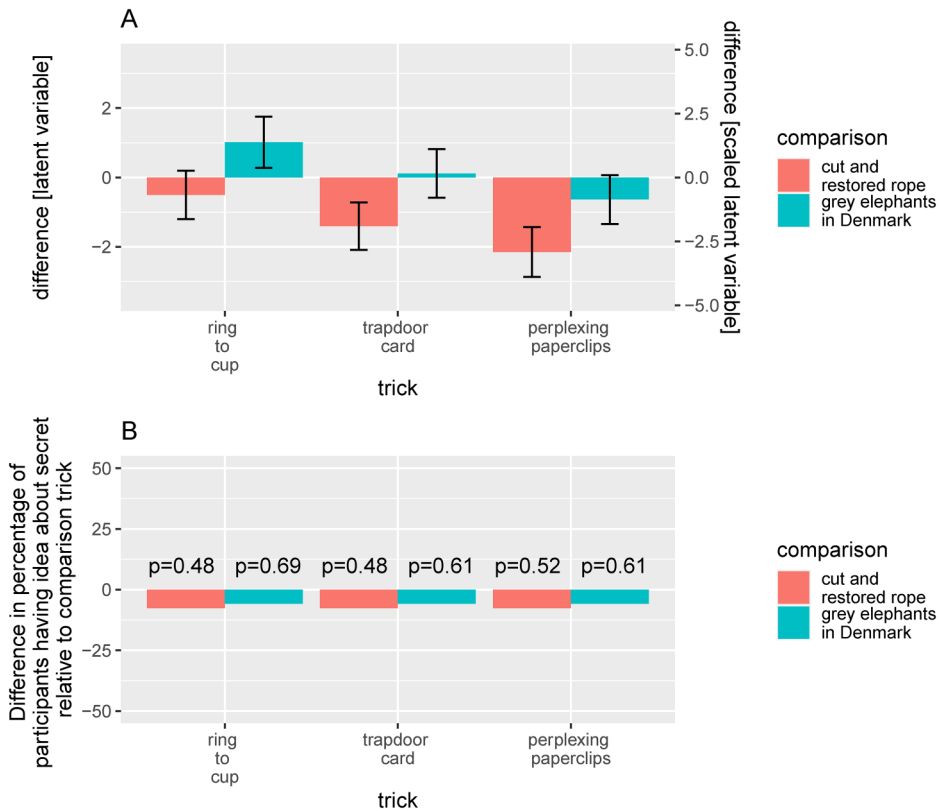 A
difference [latent variable]
2
0
−2
5.0
2.5
0.0
−2.5
−5.0
difference [scaled latent variable]
ring
to
cup
trapdoor
card
perplexing
paperclips
trick
comparison
cut and
restored rope
grey elephants
in Denmark
B
Difference in percentage of
participants having idea about secret
relative to comparison trick
50
25
0
−25
−50
p=0.48
p=0.69
p=0.48
p=0.61
p=0.52
p=0.61
ring
to
cup
trapdoor
card
perplexing
paperclips
trick
comparison
cut and
restored rope
grey elephants
in Denmark